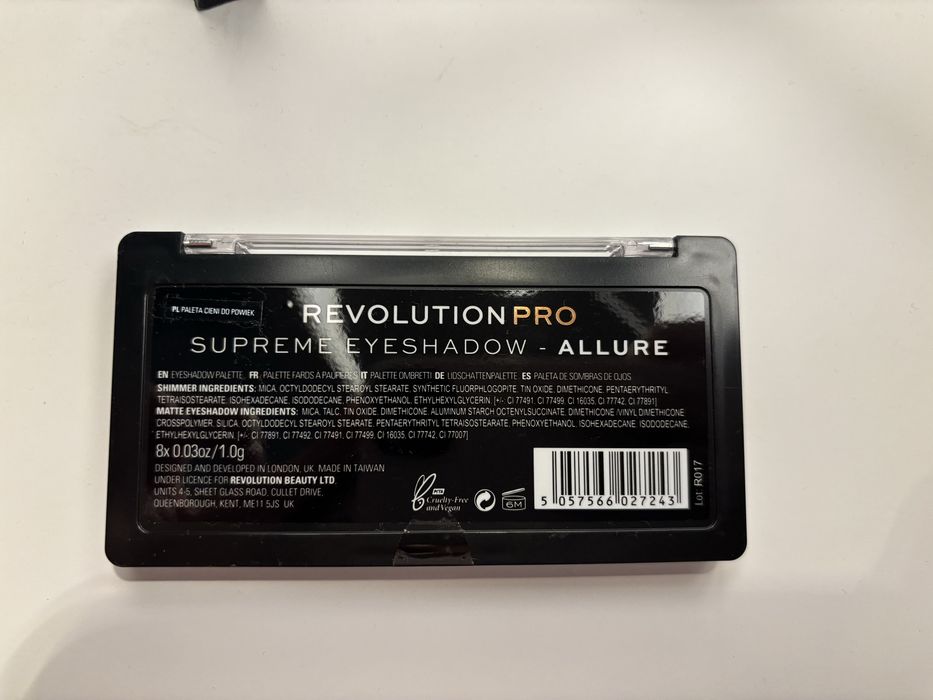 PL PALETA CIENI DO POWIEK
REVOLUTION PRO
SUPREME EYESHADOW - ALLURE
EN EYESHADOW PALETTE. FR PALETTE FARDS A PAUPIERES IT PALETTE OMBRETTI DE LIDSCHATTENPALETTE. ES PALETA DE SOMBRAS DE OJOS
SHIMMER INGREDIENTS: MICA, OCTYLDODECYL STEAROYL STEARATE, SYNTHETIC FLUORPHLOGOPITE, TIN OXIDE, DIMETHICONE, PENTAERYTHRITYL
TETRAISOSTEARATE, ISOHEXADECANE, ISODODECANE, PHENOXYETHANOL, ETHYLHEXYLGLYCERIN. [+/-: CI 77491, CI 77499, CI 16035, CI 77742, CI 77891]
MATTE EYESHADOW INGREDIENTS: MICA, TALC, TIN OXIDE, DIMETHICONE, ALUMINUM STARCH OCTENYLSUCCINATE, DIMETHICONE/VINYL DIMETHICONE
CROSSPOLYMER, SILICA, OCTYLDODECYL STEAROYL STEARATE, PENTAERYTHRITYL TETRAISOSTEARATE, PHENOXYETHANOL, ISOHEXADECANE, ISODODECANE,
ETHYLHEXYLGLYCERIN. [+/-: CI 77891, CI 77492, CI 77491, CI 77499, CI 16035, CI 77742, CI 77007]
8x 0.03oz/1.0g
DESIGNED AND DEVELOPED IN LONDON, UK. MADE IN TAIWAN
UNDER LICENCE FOR REVOLUTION BEAUTY LTD.
UNITS 4-5, SHEET GLASS ROAD, CULLET DRIVE,
QUEENBOROUGH, KENT, ME11 5JS UK
PETA
Cruelty-Free
and Vegan
6M
5 057566 027243
Lot: R017